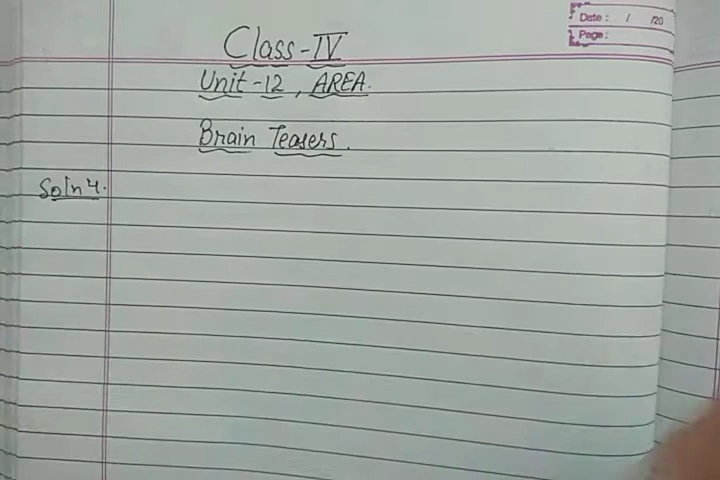 Date : / /20
Page :
Class-IV
Unit-12, AREA.
Brain Teasers.
Soln 4.